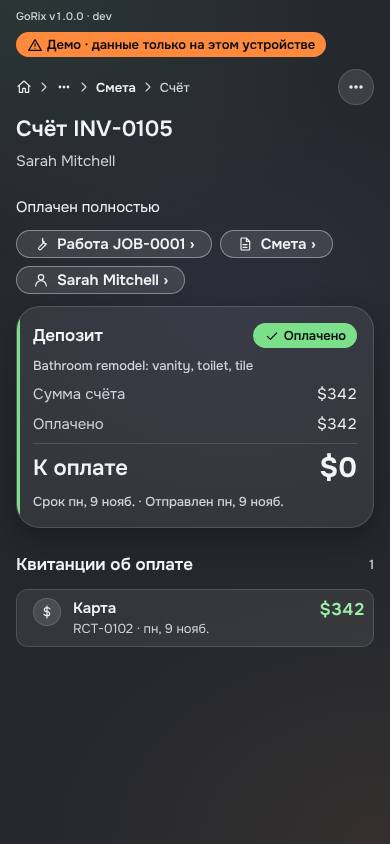 GoRix v1.0.0 · dev
Демо · данные только на этом устройстве
Смета Счёт
Счёт INV-0105
Sarah Mitchell
Оплачен полностью
Работа JOB-0001 › Смета ›
Sarah Mitchell ›
Депозит Оплачено
Bathroom remodel: vanity, toilet, tile
Сумма счёта $342
Оплачено $342
К оплате $0
Срок пн, 9 нояб. · Отправлен пн, 9 нояб.
Квитанции об оплате 1
$ Карта $342
RCT-0102 · пн, 9 нояб.